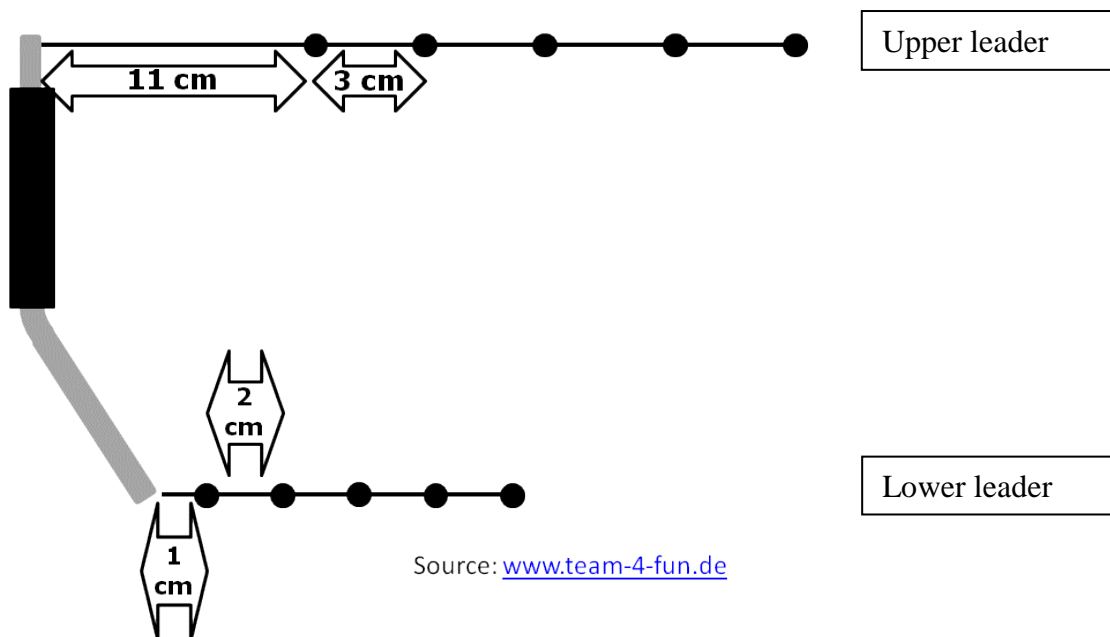 Upper leader
11 cm
3 cm
2
cm
Lower leader
1
cm
Source: www.team-4-fun.de